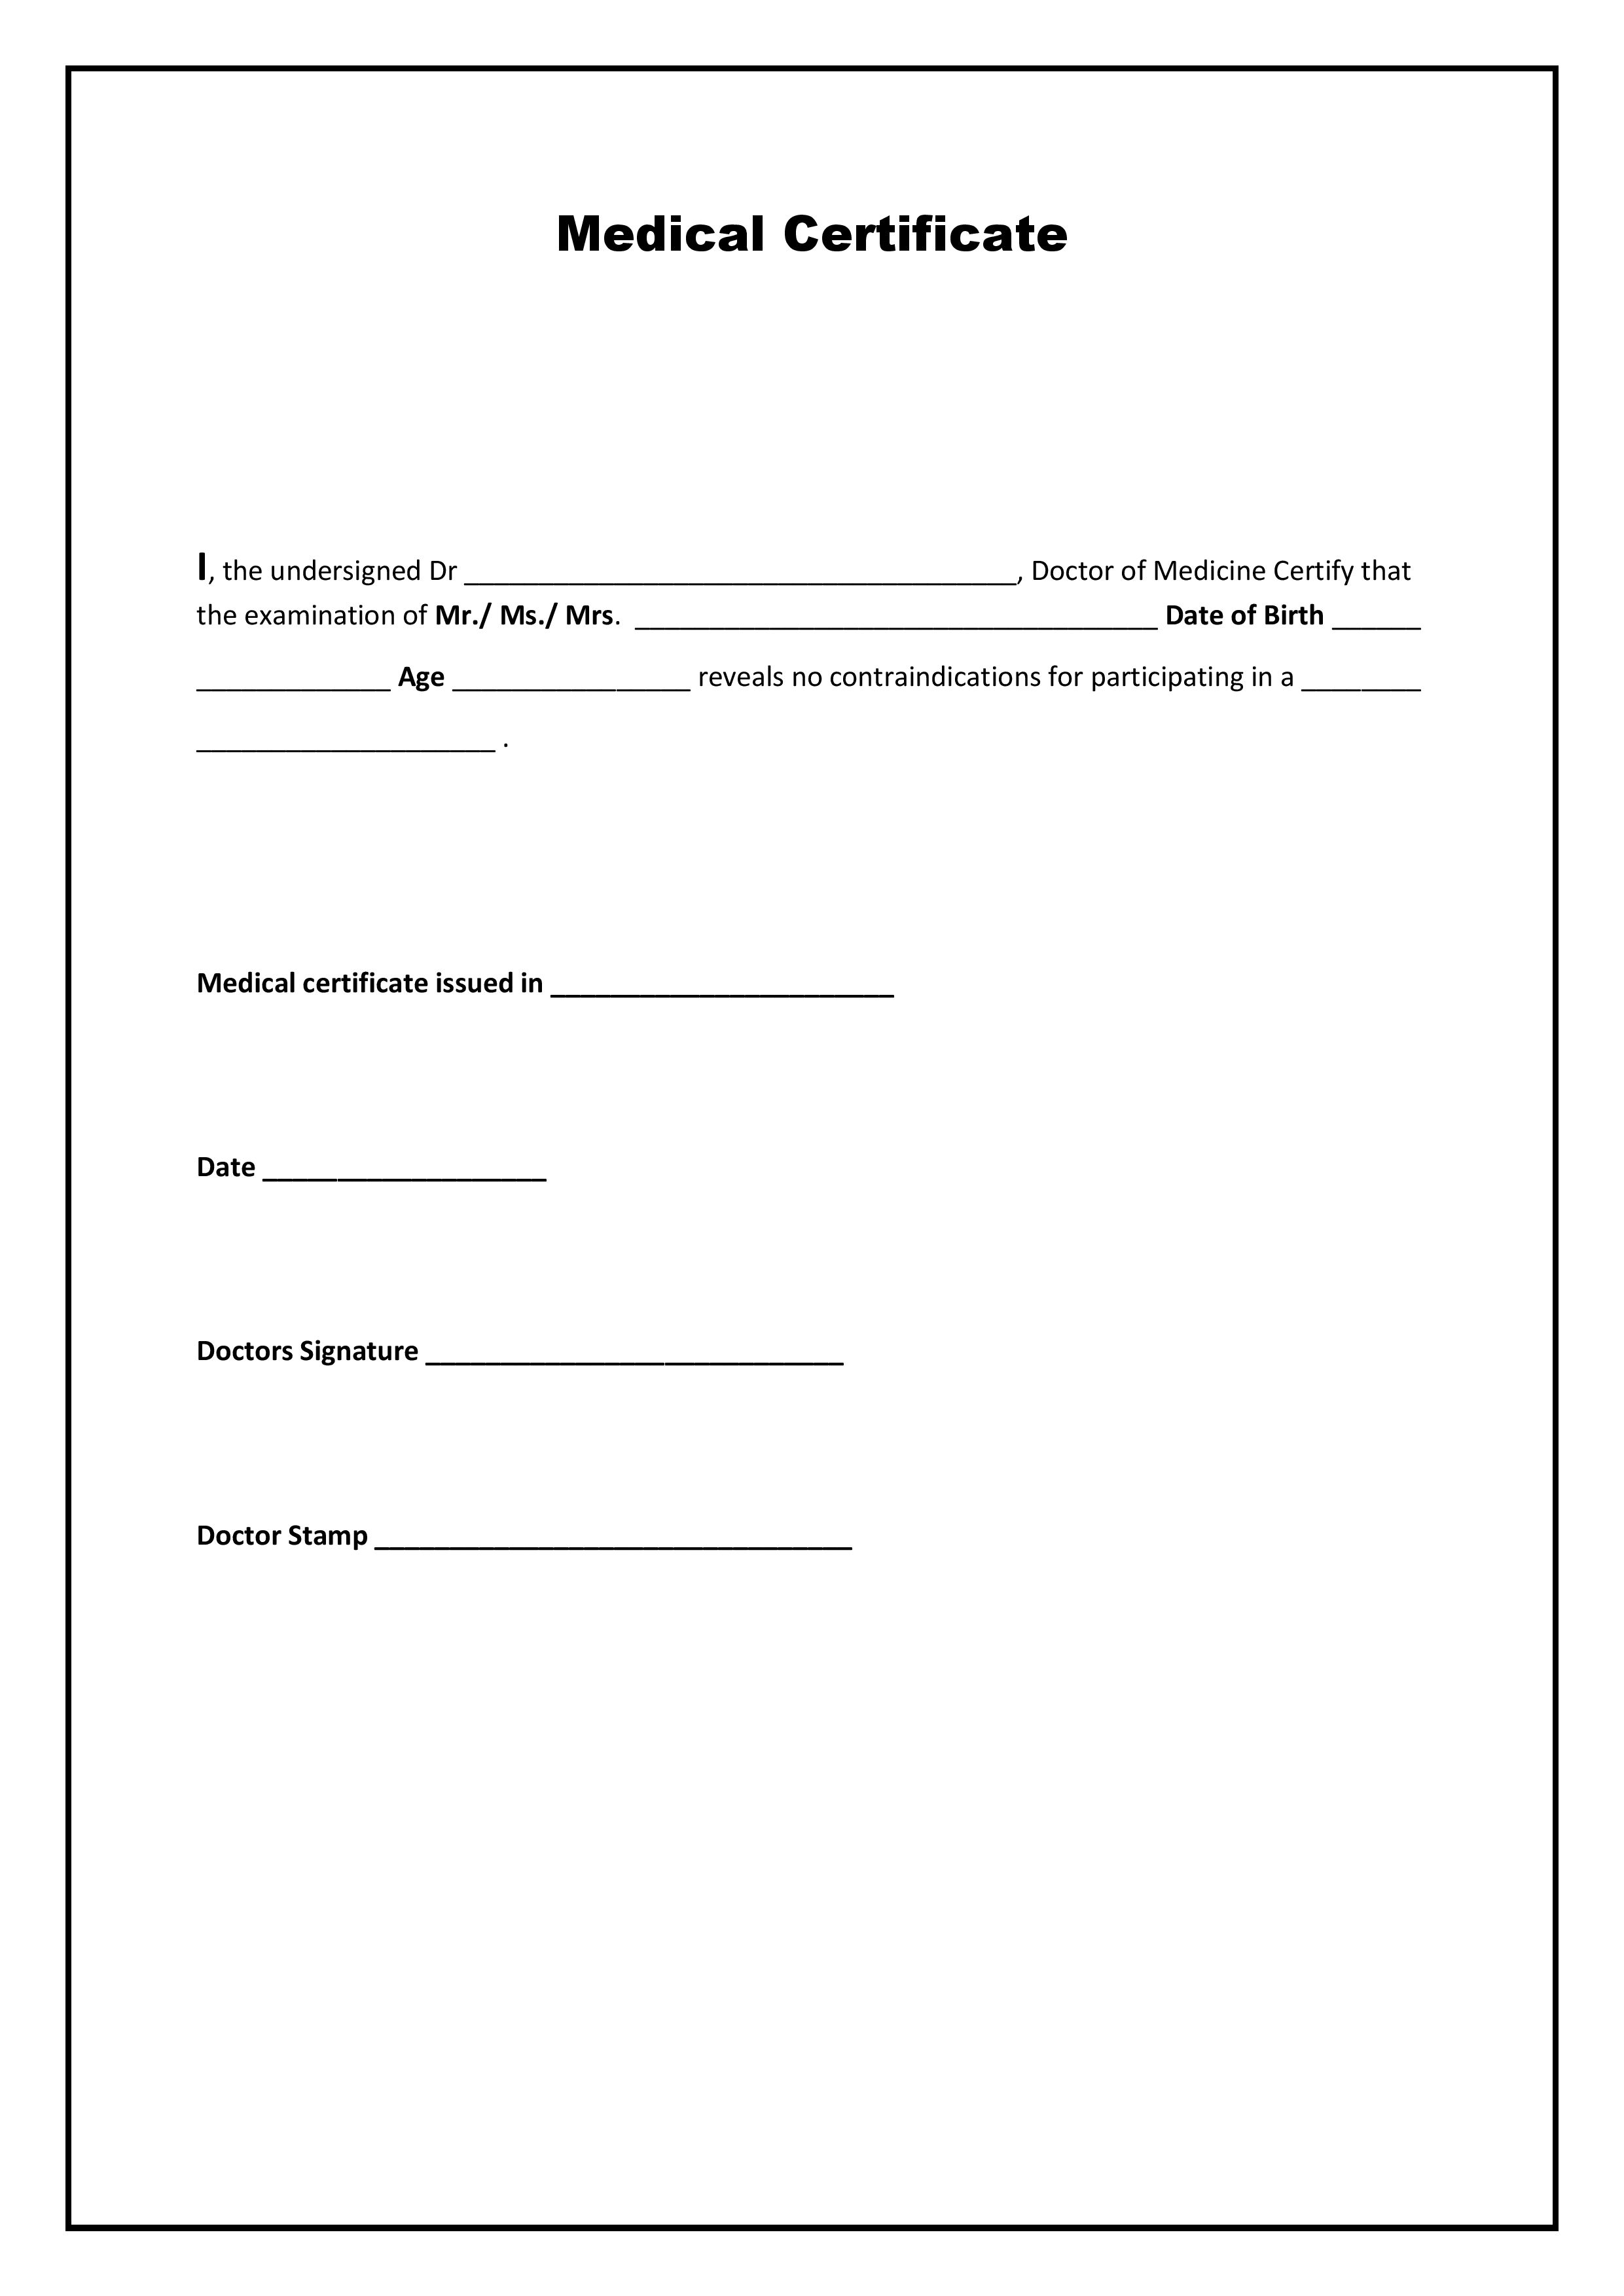 Medical Certificate
I, the undersigned Dr _____________________________________, Doctor of Medicine Certify that
the examination of Mr./ Ms./ Mrs. ___________________________________ Date of Birth ______
_____________ Age ________________ reveals no contraindications for participating in a ________
____________________ .
Medical certificate issued in _______________________
Date ___________________
Doctors Signature ____________________________
Doctor Stamp ________________________________